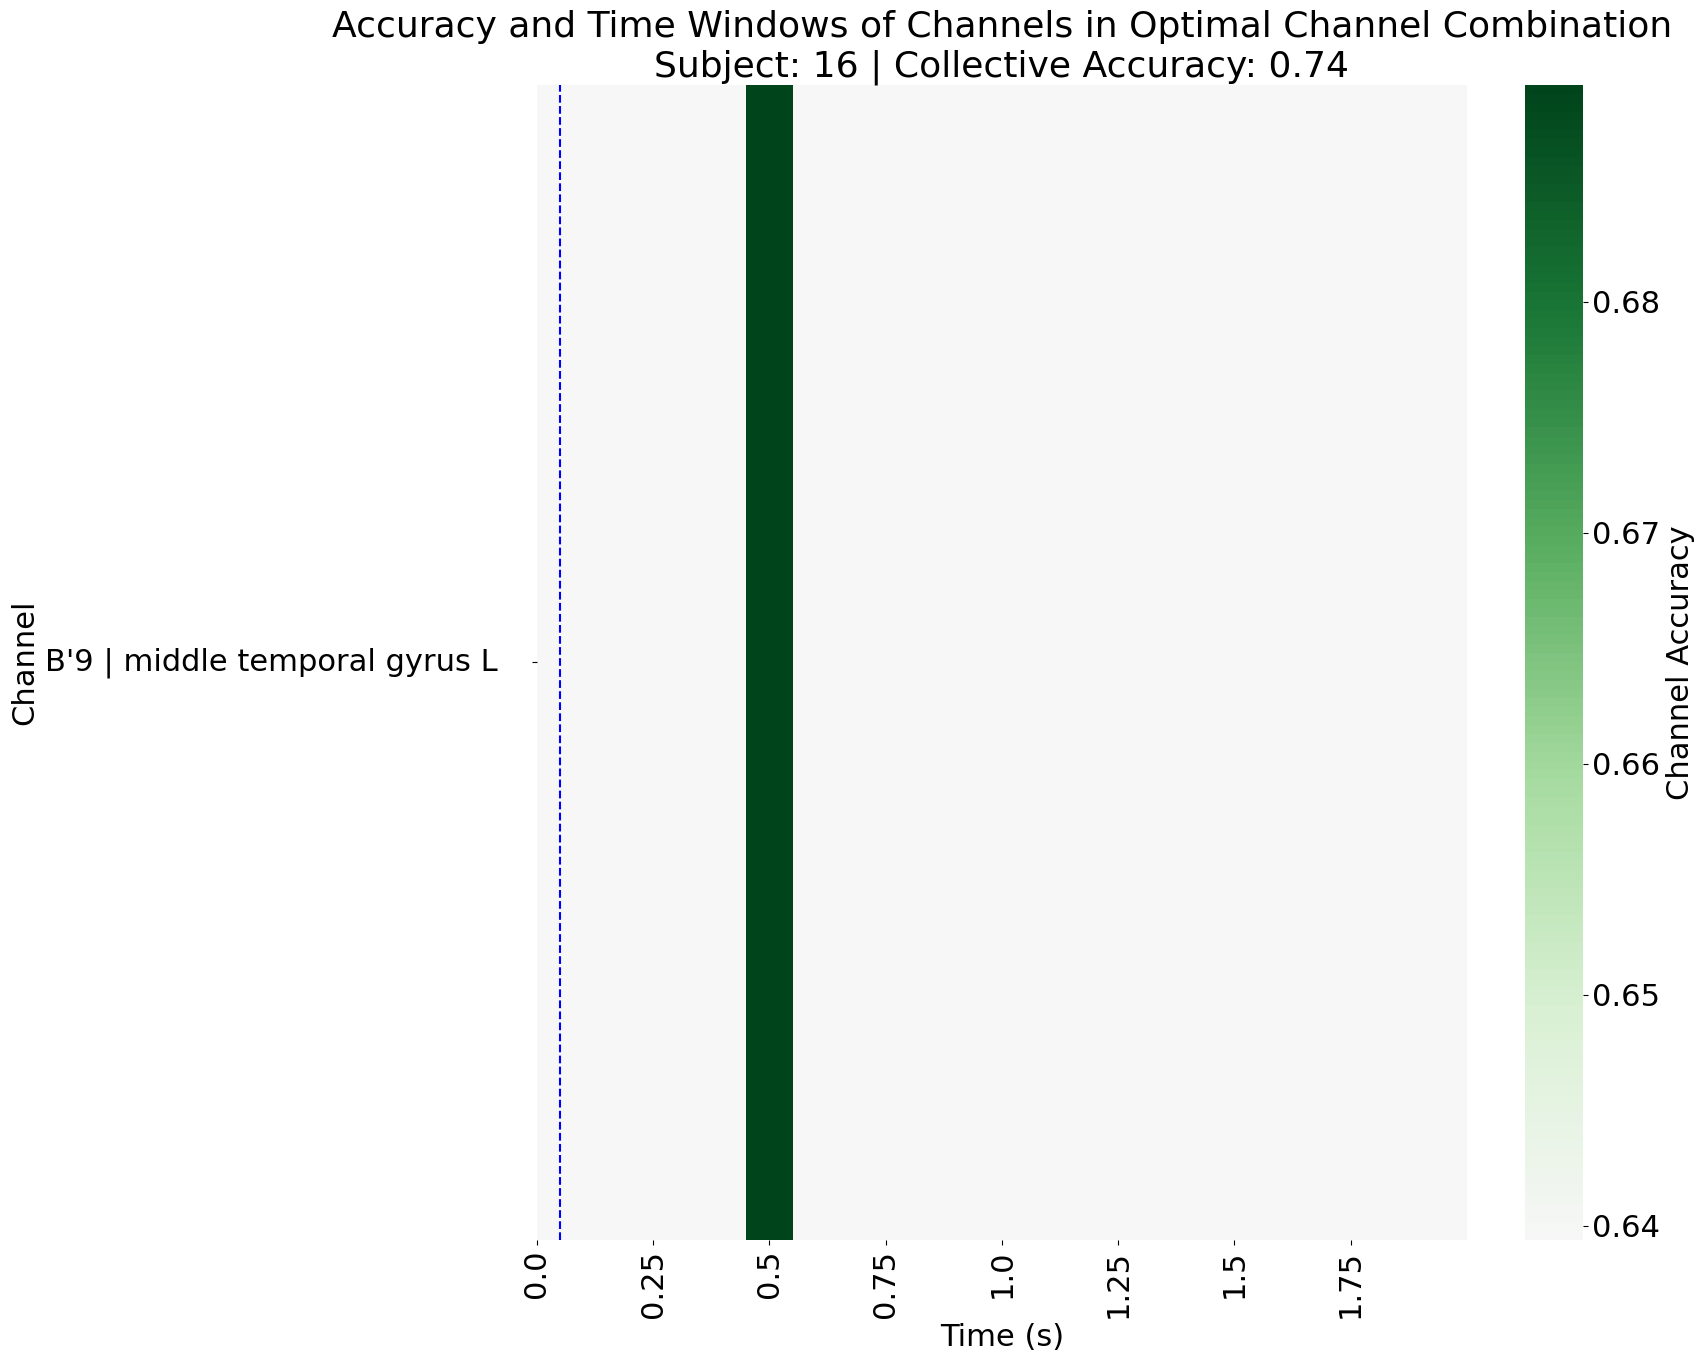 Accuracy and Time Windows of Channels in Optimal Channel Combination
Subject: 16 | Collective Accuracy: 0.74
Channel
B'9 | middle temporal gyrus L
0.0
0.25
0.5
0.75
1.0
1.25
1.5
1.75
Time (s)
0.68
0.67
0.66
0.65
0.64
Channel Accuracy